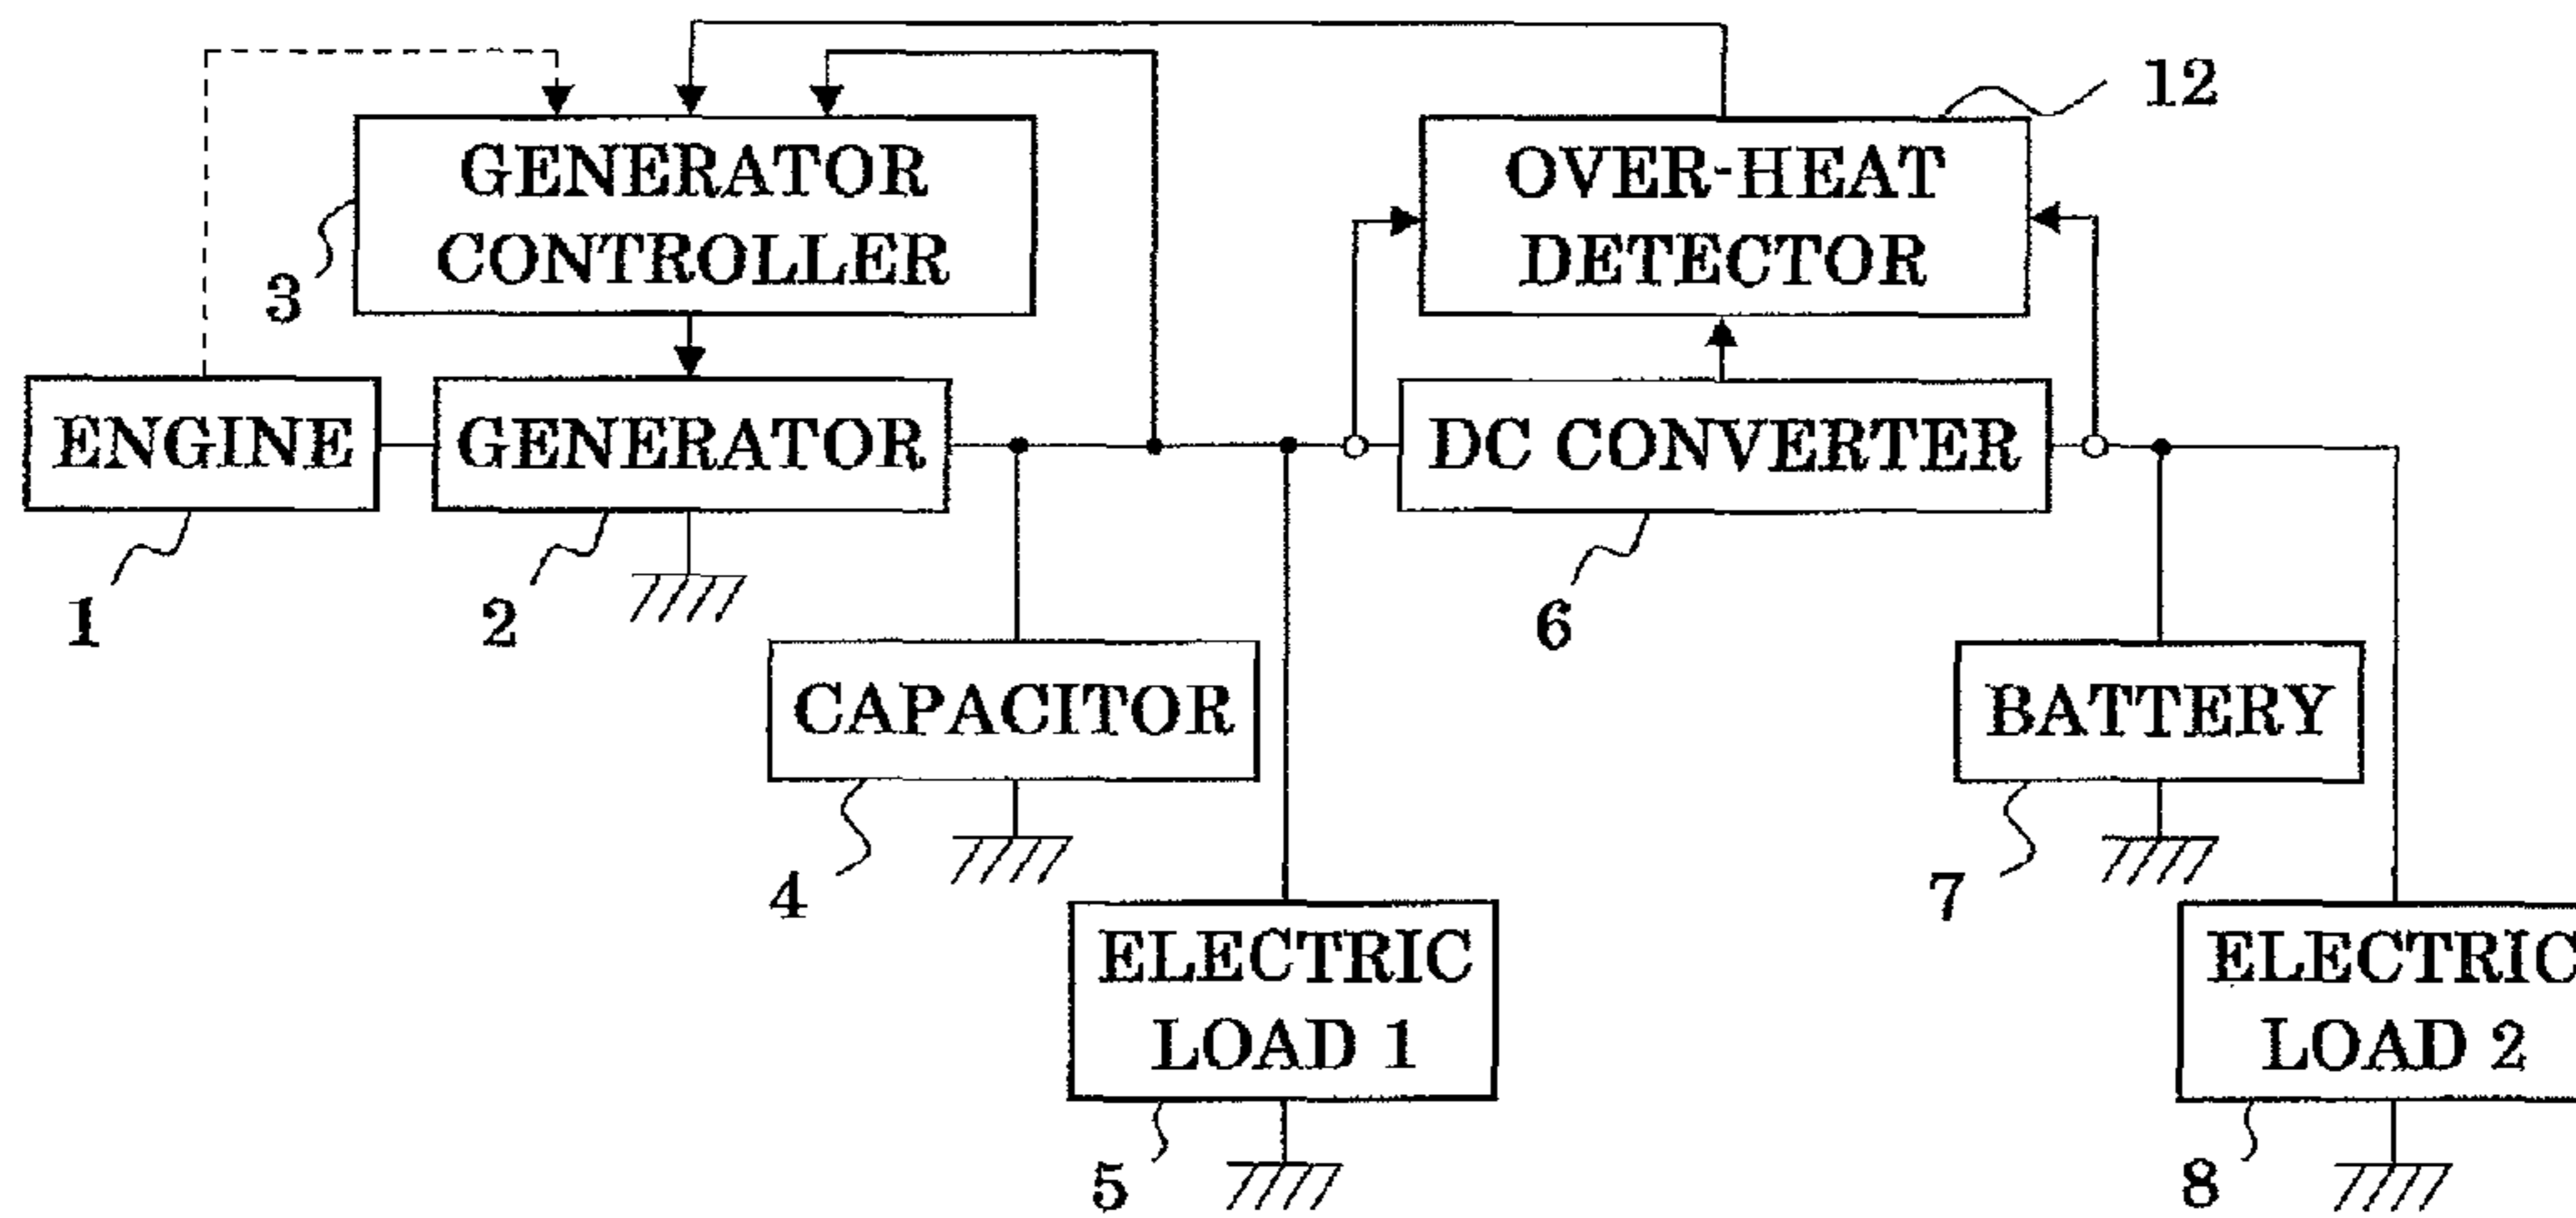 12
GENERATOR
CONTROLLER
OVER-HEAT
DETECTOR
3
ENGINE
GENERATOR
DC CONVERTER
1
2
6
CAPACITOR
BATTERY
4
7
ELECTRIC
LOAD 1
ELECTRIC
LOAD 2
5
8